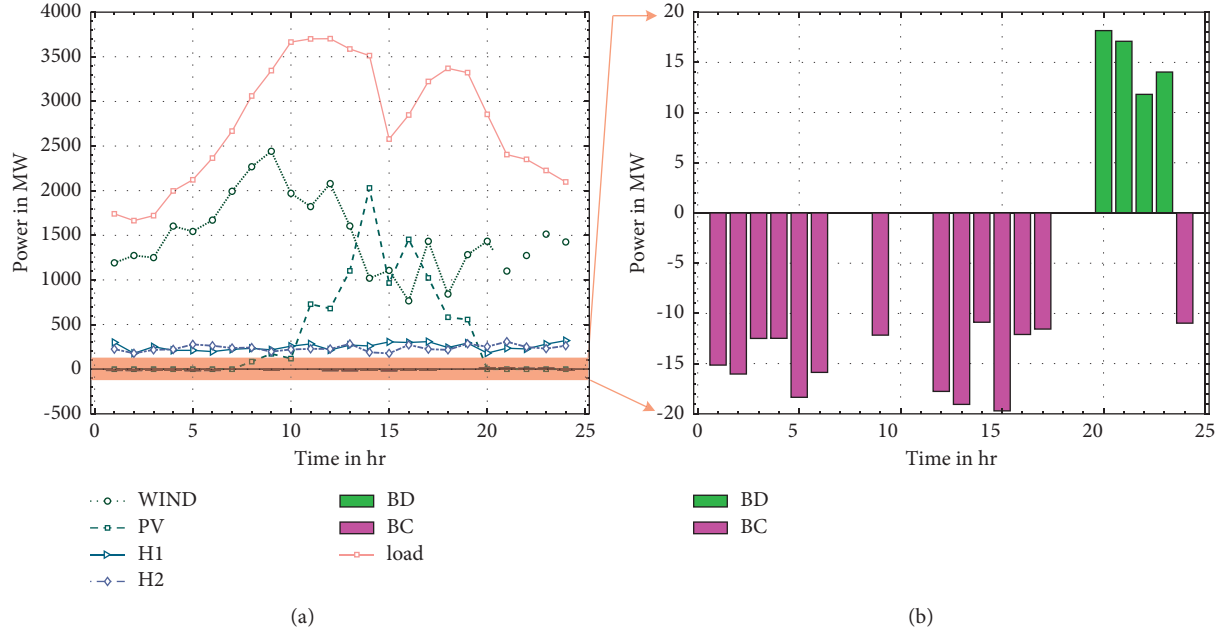 4000
3500
3000
2500
2000
1500
1000
500
0
-500
Power in MW
0 5 10 15 20 25
Time in hr
WIND
PV
H1
H2
BD
BC
load
(a)
20
15
10
5
0
-5
-10
-15
-20
Power in MW
0 5 10 15 20 25
Time in hr
BD
BC
(b)